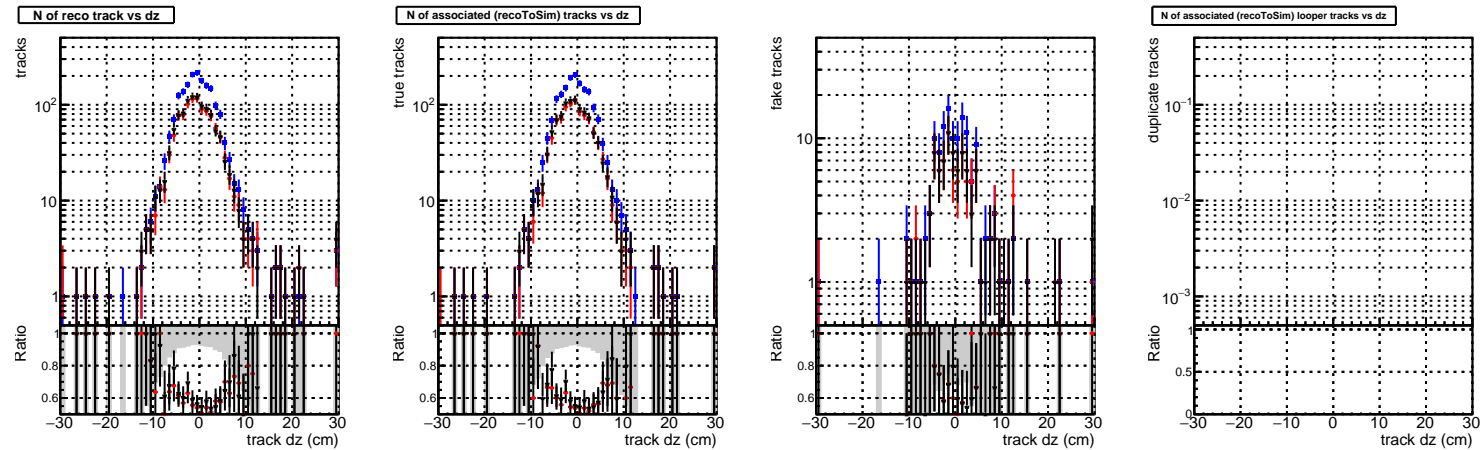 N of reco track vs dz
tracks
10²
10
1
Ratio
1
0.8
0.6
−30 −20 −10 0 10 20 30
track dz (cm)
N of associated (recoToSim) tracks vs dz
true tracks
10²
10
1
Ratio
1
0.8
0.6
−30 −20 −10 0 10 20 30
track dz (cm)
fake tracks
10
1
Ratio
1
0.8
0.6
−30 −20 −10 0 10 20 30
track dz (cm)
N of associated (recoToSim) looper tracks vs dz
duplicate tracks
10⁻¹
10⁻²
10⁻³
Ratio
1
0.5
0
−30 −20 −10 0 10 20 30
track dz (cm)